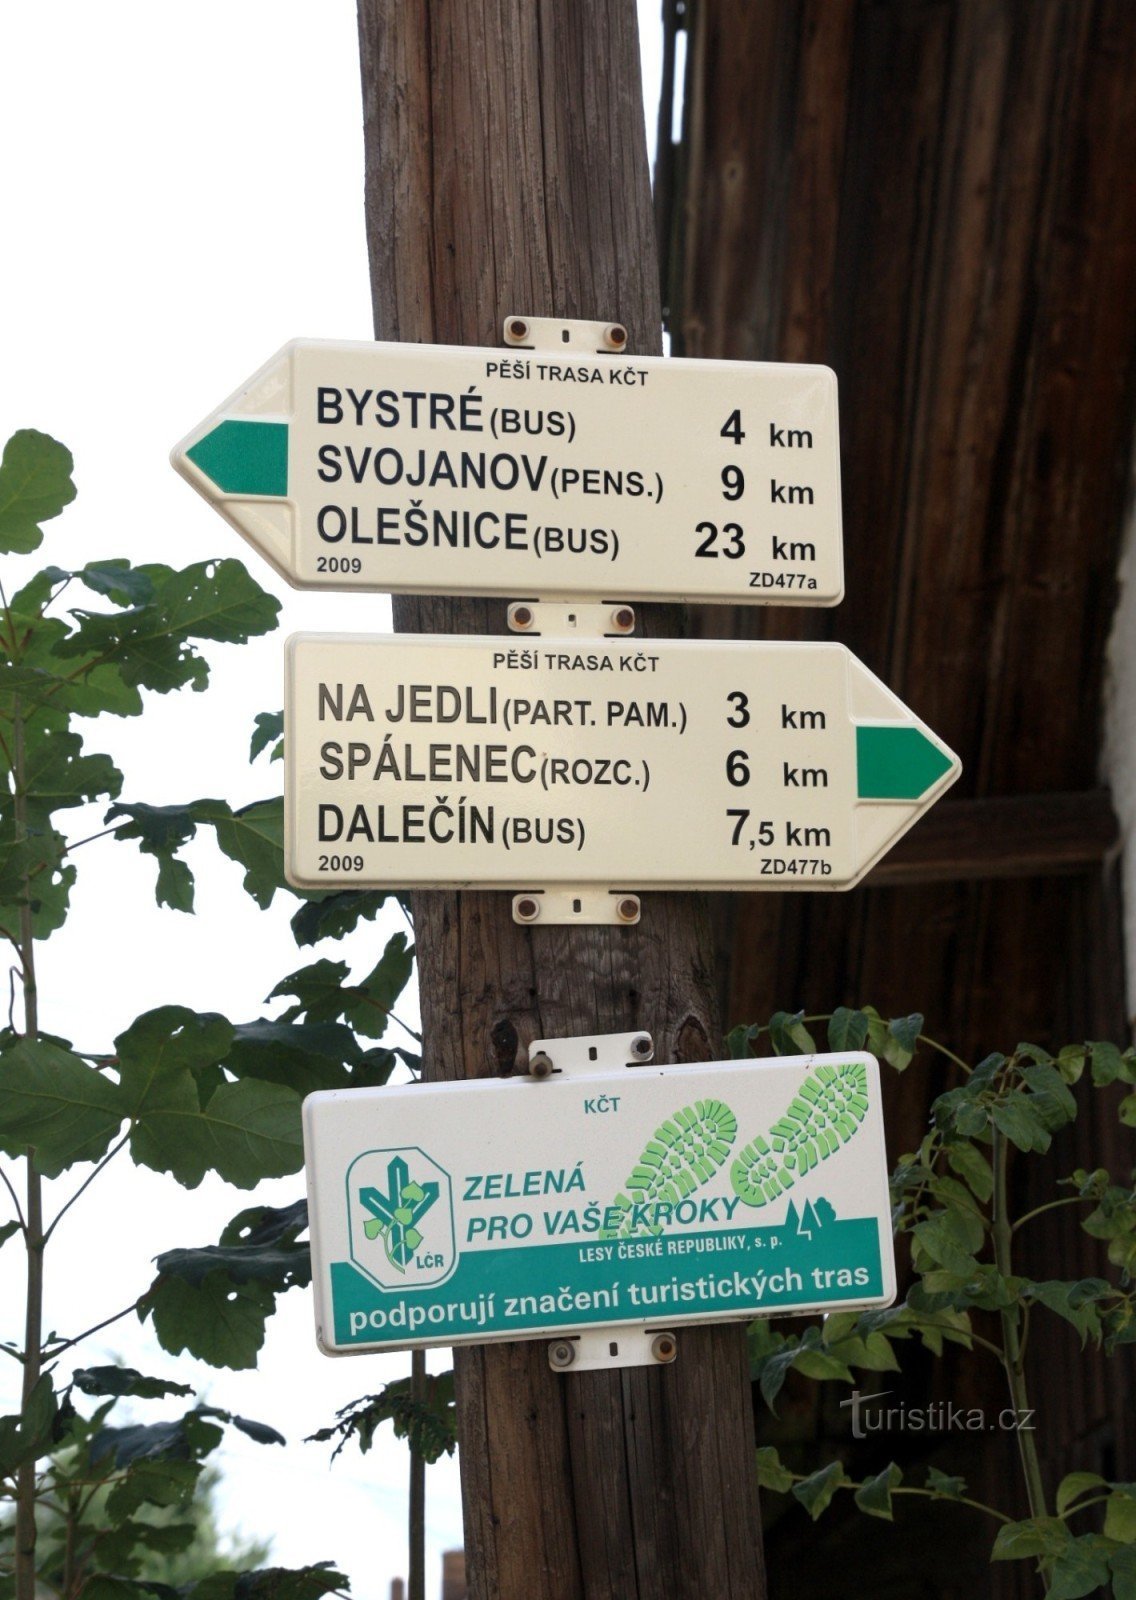 PĚŠÍ TRASA KČT
BYSTRÉ (BUS) 4 km
SVOJANOV (PENS.) 9 km
OLEŠNICE (BUS) 23 km
2009 ZD477a
PĚŠÍ TRASA KČT
NA JEDLI (PART. PAM.) 3 km
SPÁLENEC (ROZC.) 6 km
DALEČÍN (BUS) 7,5 km
2009 ZD477b
KČT
ZELENÁ
PRO VAŠE KROKY
LČR
LESY ČESKÉ REPUBLIKY, s. p.
podporují značení turistických tras
Turistika.cz